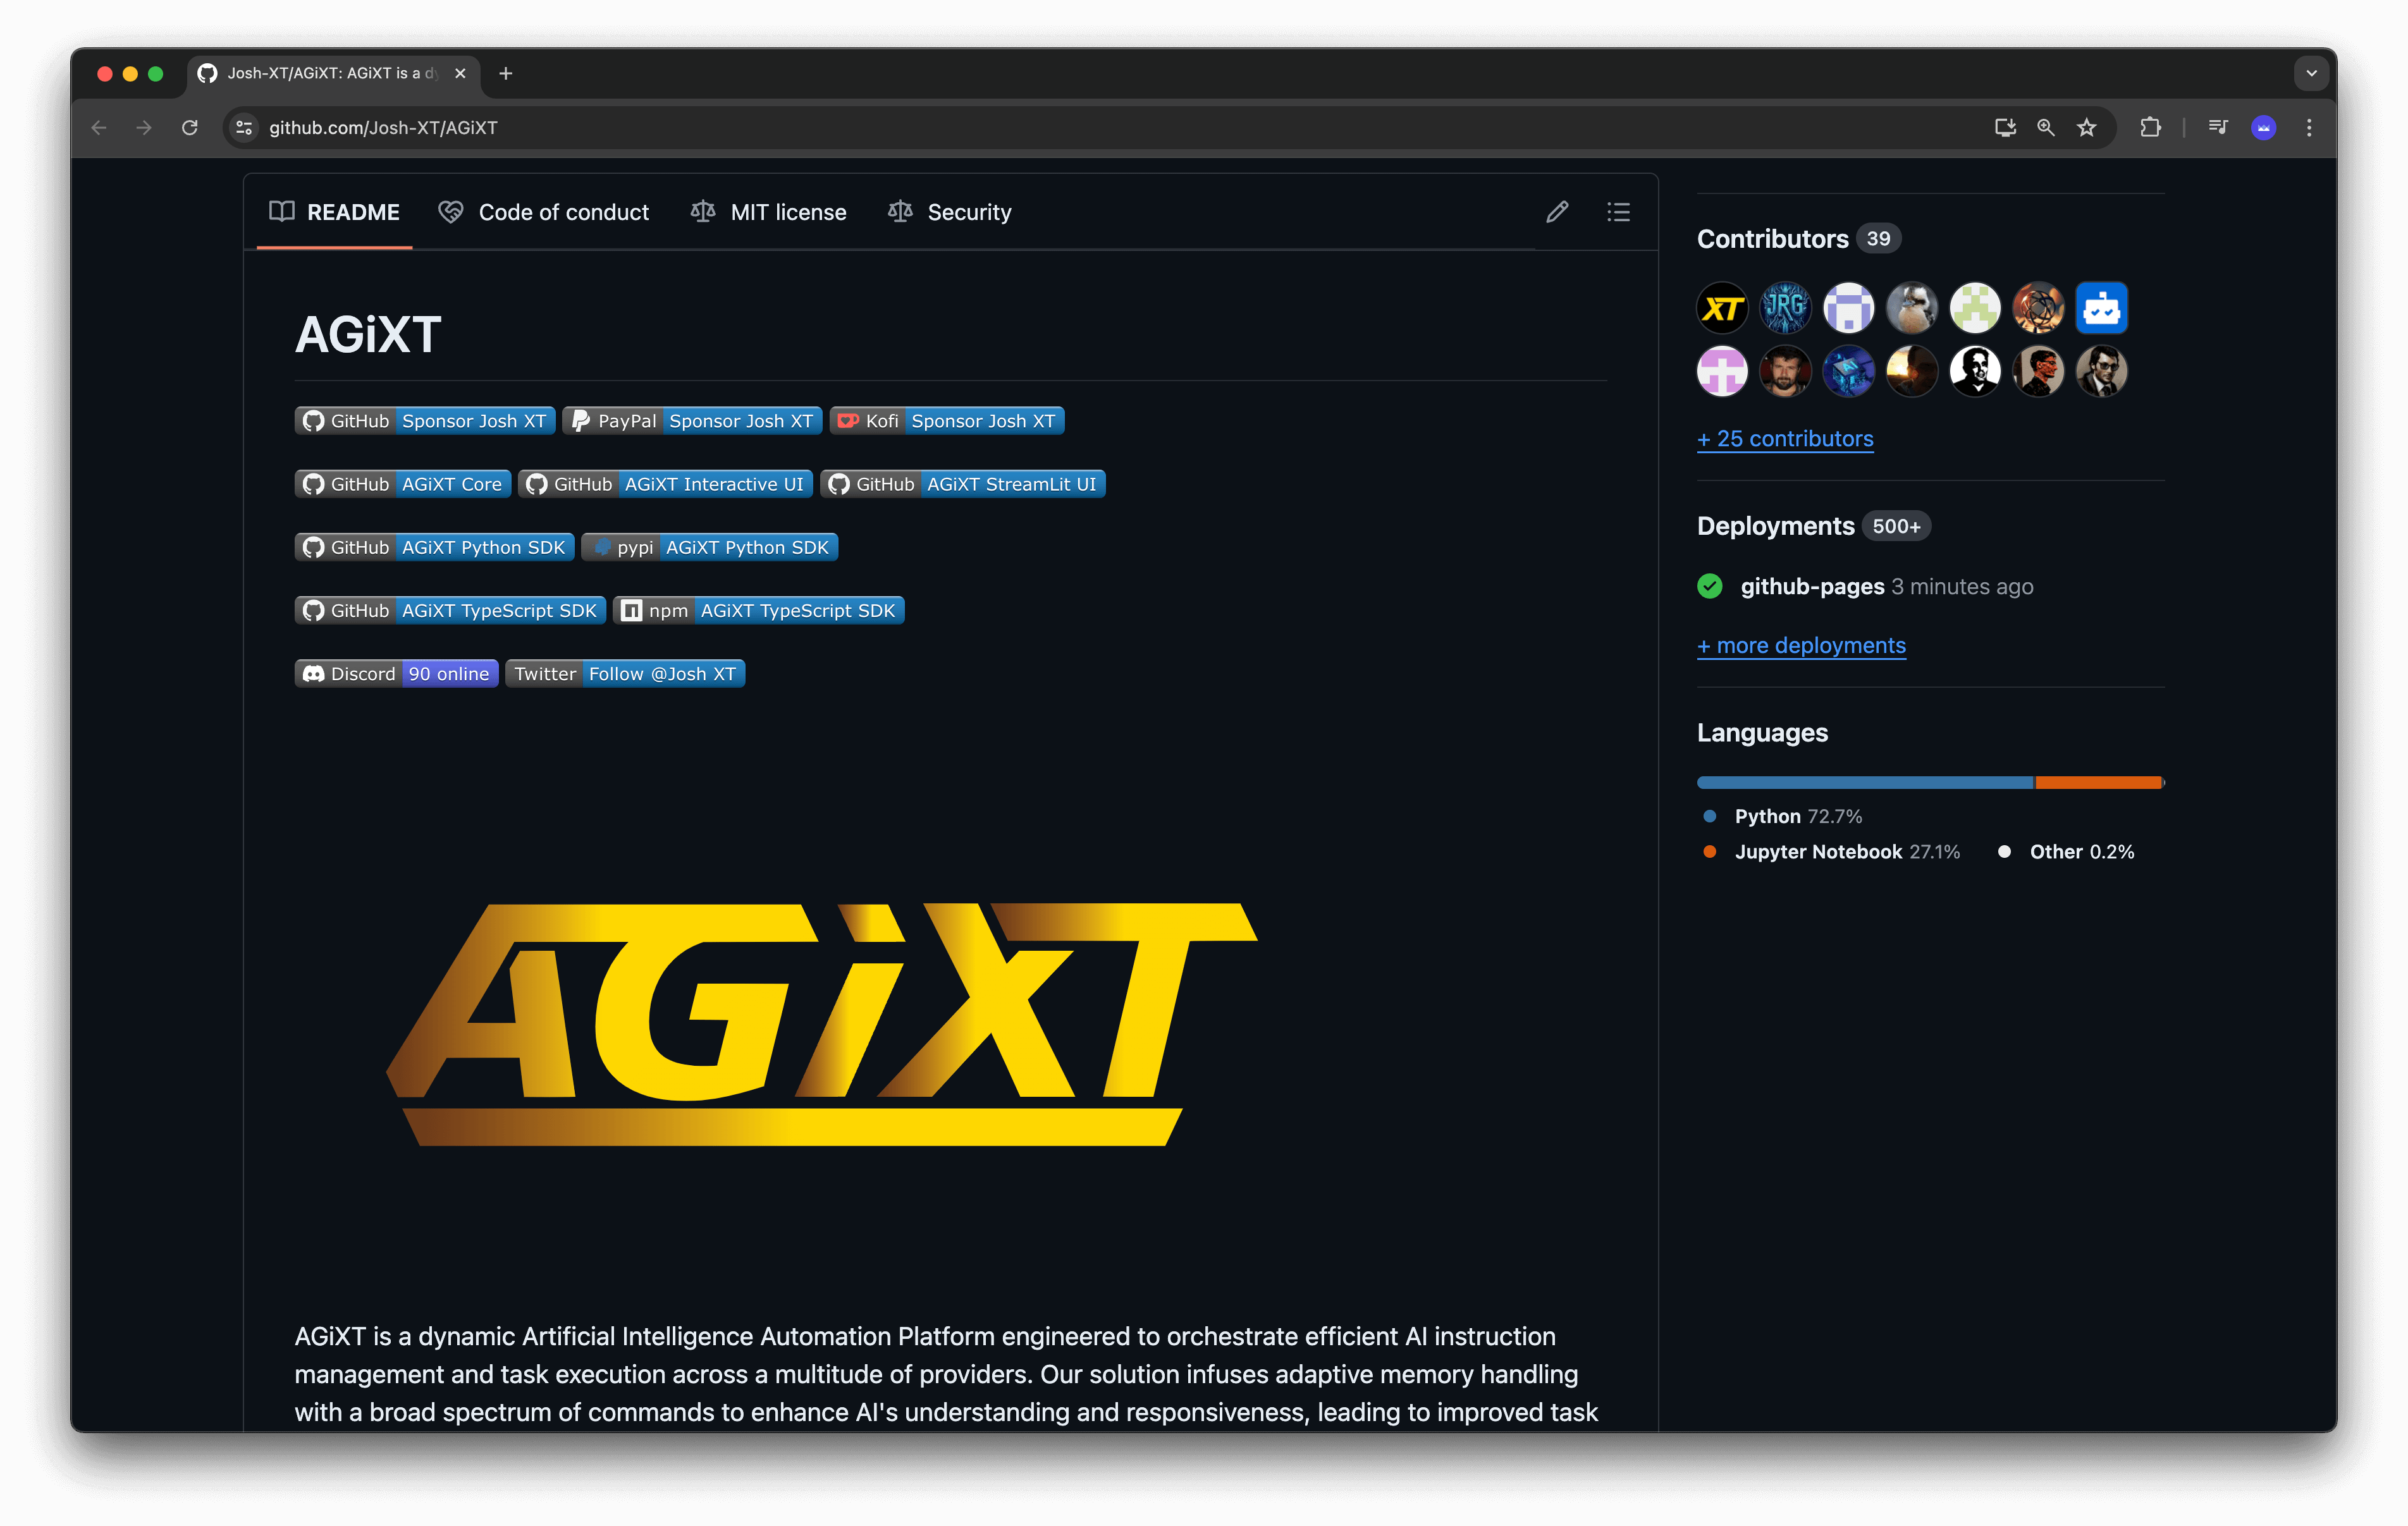 Josh-XT/AGiXT: AGiXT is a dy
github.com/Josh-XT/AGiXT
README Code of conduct MIT license Security
AGiXT
GitHub Sponsor Josh XT PayPal Sponsor Josh XT Kofi Sponsor Josh XT
GitHub AGiXT Core GitHub AGiXT Interactive UI GitHub AGiXT StreamLit UI
GitHub AGiXT Python SDK pypi AGiXT Python SDK
GitHub AGiXT TypeScript SDK npm AGiXT TypeScript SDK
Discord 90 online Twitter Follow @Josh XT
AGiXT
AGiXT is a dynamic Artificial Intelligence Automation Platform engineered to orchestrate efficient AI instruction
management and task execution across a multitude of providers. Our solution infuses adaptive memory handling
with a broad spectrum of commands to enhance AI's understanding and responsiveness, leading to improved task
Contributors 39
XT JRG
AI
+ 25 contributors
Deployments 500+
github-pages 3 minutes ago
+ more deployments
Languages
Python 72.7%
Jupyter Notebook 27.1% Other 0.2%